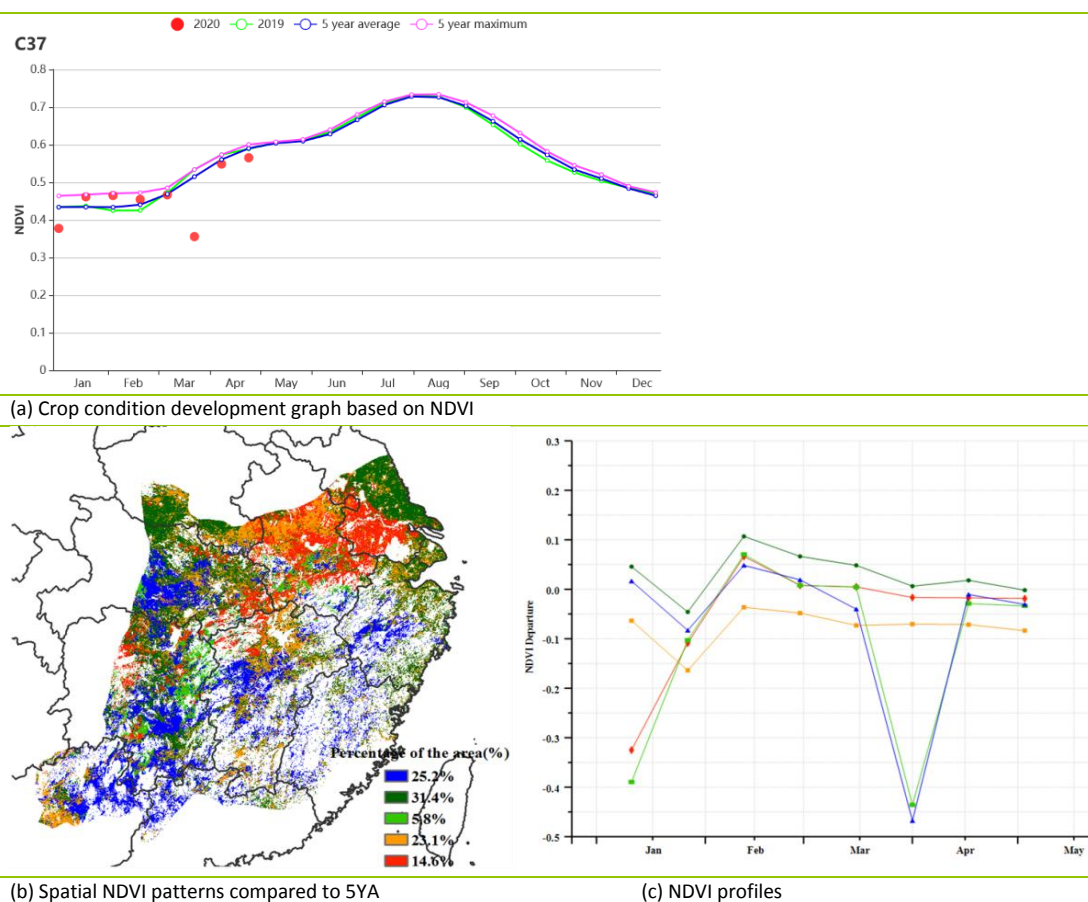 2020 2019 5 year average 5 year maximum
C37
0.8
0.7
0.6
0.5
0.4
0.3
0.2
0.1
0
NDVI
Jan Feb Mar Apr May Jun Jul Aug Sep Oct Nov Dec
(a) Crop condition development graph based on NDVI
Percentage of the area(%)
25.2%
31.4%
5.8%
23.1%
14.6%
0.3
0.2
0.1
0.0
-0.1
-0.2
-0.3
-0.4
-0.5
NDVI Departure
Jan Feb Mar Apr May
(b) Spatial NDVI patterns compared to 5YA (c) NDVI profiles